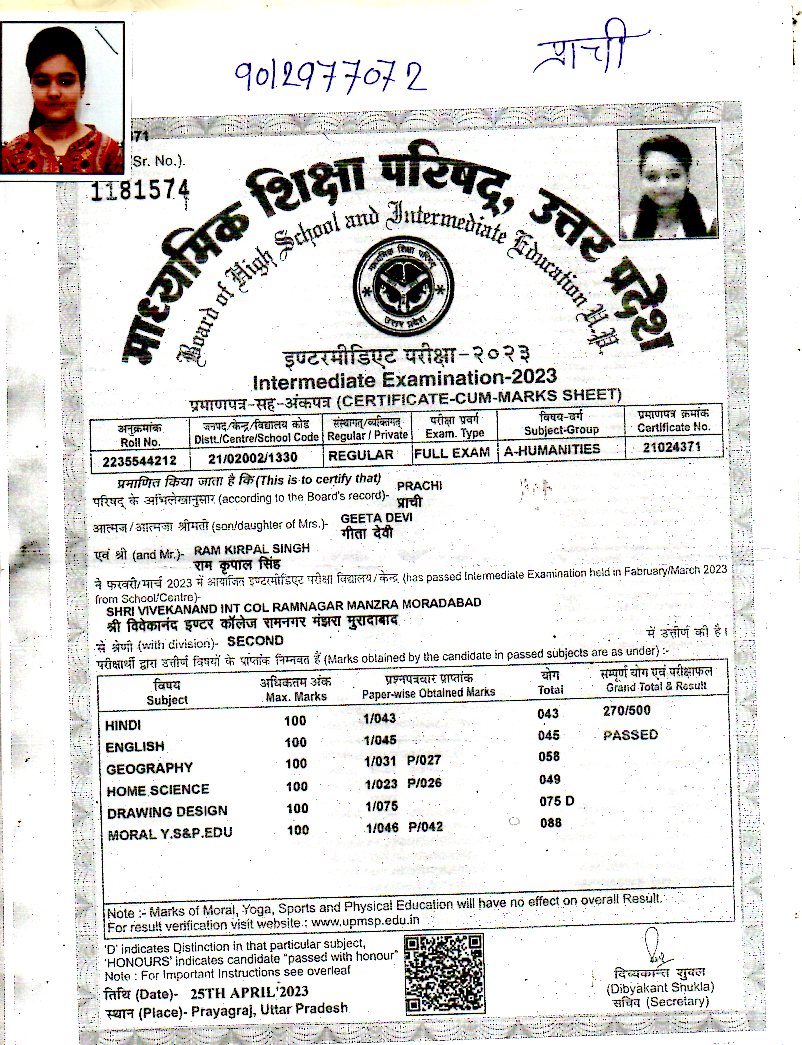 9012977072 प्राची
371
(Sr. No.).
1181574
माध्यमिक शिक्षा परिषद्, उत्तर प्रदेश
Board of High School and Intermediate Education U.P.
माध्यमिक शिक्षा परिषद
उत्तर प्रदेश
इण्टरमीडिएट परीक्षा-२०२३
Intermediate Examination-2023
प्रमाणपत्र-सह-अंकपत्र (CERTIFICATE-CUM-MARKS SHEET)
अनुक्रमांक जनपद/केन्द्र/विद्यालय कोड संस्थागत/व्यक्तिगत परीक्षा प्रवर्ग विषय-वर्ग प्रमाणपत्र क्रमांक
Roll No. Distt./Centre/School Code Regular / Private Exam. Type Subject-Group Certificate No.
2235544212 21/02002/1330 REGULAR FULL EXAM A-HUMANITIES 21024371
प्रमाणित किया जाता है कि (This is to certify that) PRACHI
परिषद् के अभिलेखानुसार (according to the Board's record)- प्राची
आत्मज/आत्मजा श्रीमती (son/daughter of Mrs.)- GEETA DEVI
गीता देवी
एवं श्री (and Mr.)- RAM KIRPAL SINGH
राम कृपाल सिंह
ने फरवरी/मार्च 2023 में आयोजित इण्टरमीडिएट परीक्षा विद्यालय/केन्द्र (has passed Intermediate Examination held in Fabruary/March 2023
from School/Centre)-
SHRI VIVEKANAND INT COL RAMNAGAR MANZRA MORADABAD
श्री विवेकानंद इण्टर कॉलेज रामनगर मंझरा मुरादाबाद
से श्रेणी (with division)- SECOND में उत्तीर्ण की है।
परीक्षार्थी द्वारा उत्तीर्ण विषयों के प्राप्तांक निम्नवत हैं (Marks obtained by the candidate in passed subjects are as under) :-
विषय अधिकतम अंक प्रश्नपत्रवार प्राप्तांक योग सम्पूर्ण योग एवं परीक्षाफल
Subject Max. Marks Paper-wise Obtained Marks Total Grand Total & Result
HINDI 100 1/043 043 270/500
ENGLISH 100 1/045 045 PASSED
GEOGRAPHY 100 1/031 P/027 058
HOME SCIENCE 100 1/023 P/026 049
DRAWING DESIGN 100 1/075 075 D
MORAL Y.S&P.EDU 100 1/046 P/042 088
Note :- Marks of Moral, Yoga, Sports and Physical Education will have no effect on overall Result.
For result verification visit website : www.upmsp.edu.in
'D' indicates Distinction in that particular subject,
'HONOURS' indicates candidate "passed with honour"
Note : For Important Instructions see overleaf
तिथि (Date)- 25TH APRIL'2023
स्थान (Place)- Prayagraj, Uttar Pradesh
दिव्यकान्त शुक्ल
(Dibyakant Shukla)
सचिव (Secretary)